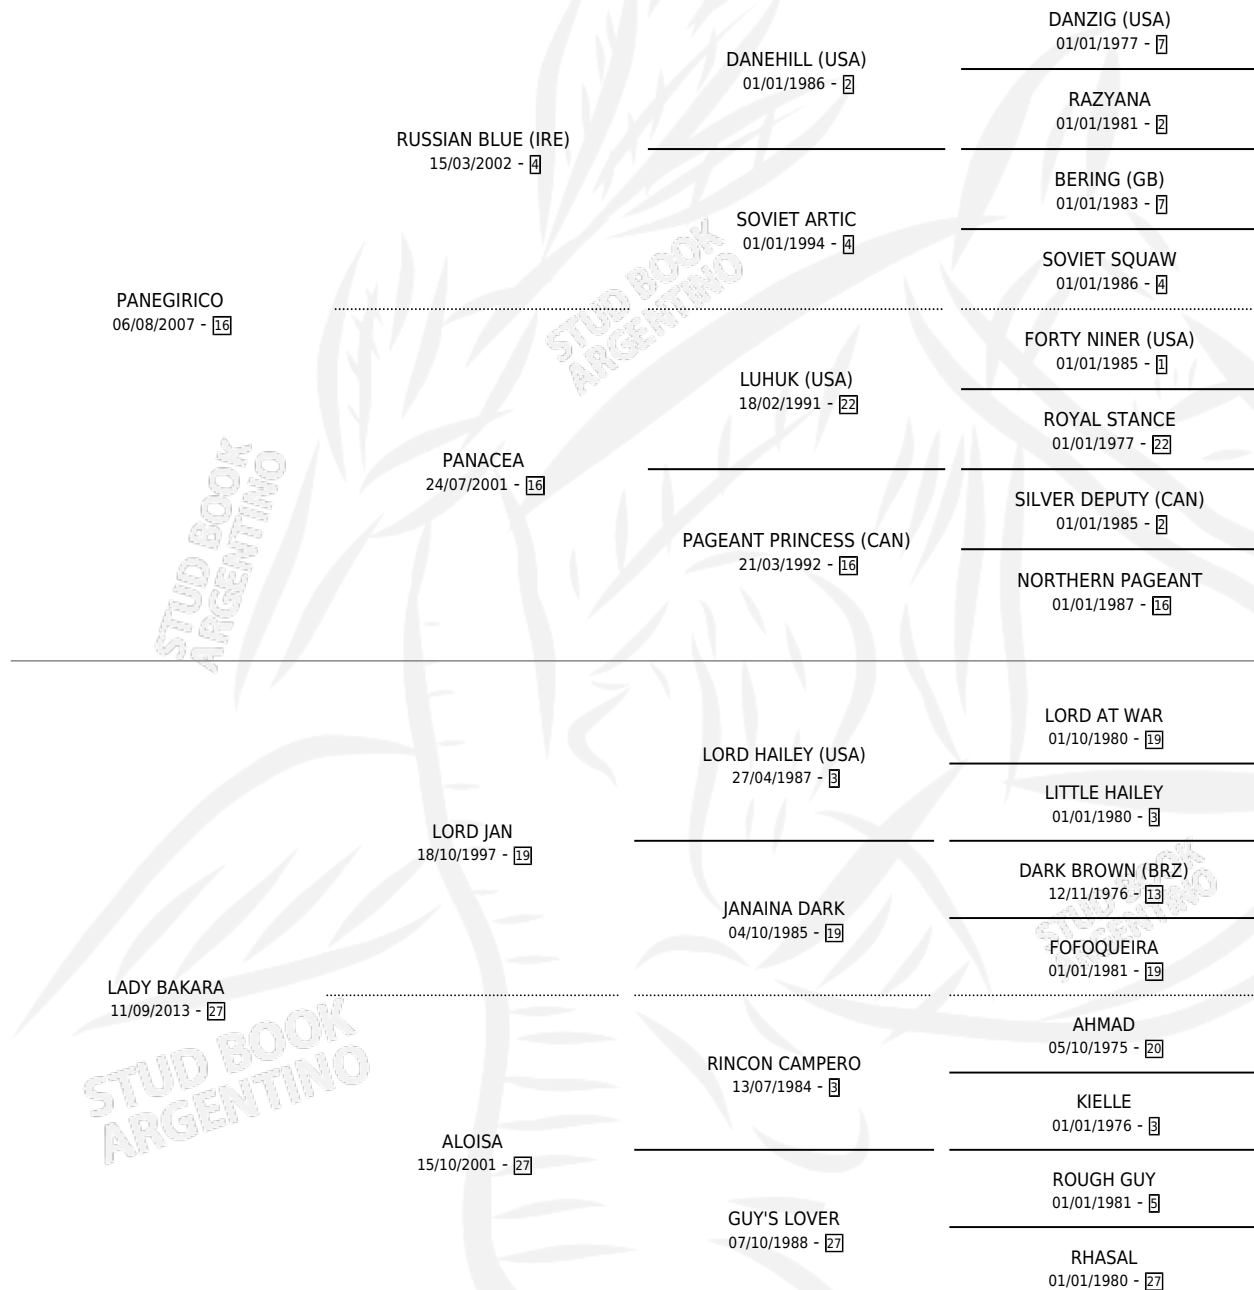 DANZIG (USA)
01/01/1977 - 7
DANEHILL (USA)
01/01/1986 - 2
RAZYANA
01/01/1981 - 2
RUSSIAN BLUE (IRE)
15/03/2002 - 4
BERING (GB)
01/01/1983 - 7
SOVIET ARTIC
01/01/1994 - 4
SOVIET SQUAW
01/01/1986 - 4
PANEGIRICO
06/08/2007 - 16
FORTY NINER (USA)
01/01/1985 - 1
LUHUK (USA)
18/02/1991 - 22
ROYAL STANCE
01/01/1977 - 22
PANACEA
24/07/2001 - 16
SILVER DEPUTY (CAN)
01/01/1985 - 2
PAGEANT PRINCESS (CAN)
21/03/1992 - 16
NORTHERN PAGEANT
01/01/1987 - 16
STUD BOOK
ARGENTINO
STUD BOOK
ARGENTINO
LORD AT WAR
01/10/1980 - 19
LORD HAILEY (USA)
27/04/1987 - 3
LITTLE HAILEY
01/01/1980 - 3
LORD JAN
18/10/1997 - 19
DARK BROWN (BRZ)
12/11/1976 - 13
JANAINA DARK
04/10/1985 - 19
FOFOQUEIRA
01/01/1981 - 19
STUD BOOK
ARGENTINO
LADY BAKARA
11/09/2013 - 27
AHMAD
05/10/1975 - 20
RINCON CAMPERO
13/07/1984 - 3
KIELLE
01/01/1976 - 3
ALOISA
15/10/2001 - 27
ROUGH GUY
01/01/1981 - 5
GUY'S LOVER
07/10/1988 - 27
RHASAL
01/01/1980 - 27
STUD BOOK
ARGENTINO